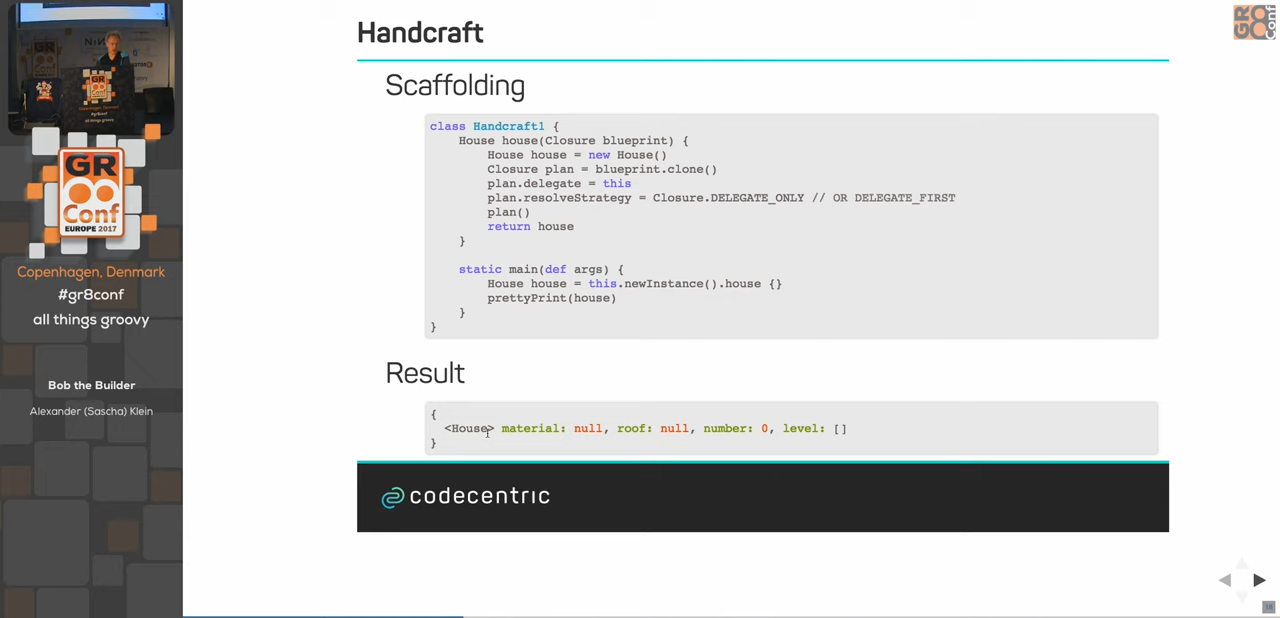 Handcraft
Scaffolding
class Handcraft1 {
    House house(Closure blueprint) {
        House house = new House()
        Closure plan = blueprint.clone()
        plan.delegate = this
        plan.resolveStrategy = Closure.DELEGATE_ONLY // OR DELEGATE_FIRST
        plan()
        return house
    }
    static main(def args) {
        House house = this.newInstance().house {}
        prettyPrint(house)
    }
}
Result
{
  <House> material: null, roof: null, number: 0, level: []
}
codecentric
GR8Conf
GR8
Conf
EUROPE 2017
Copenhagen, Denmark
#gr8conf
all things groovy
Bob the Builder
Alexander (Sascha) Klein
18